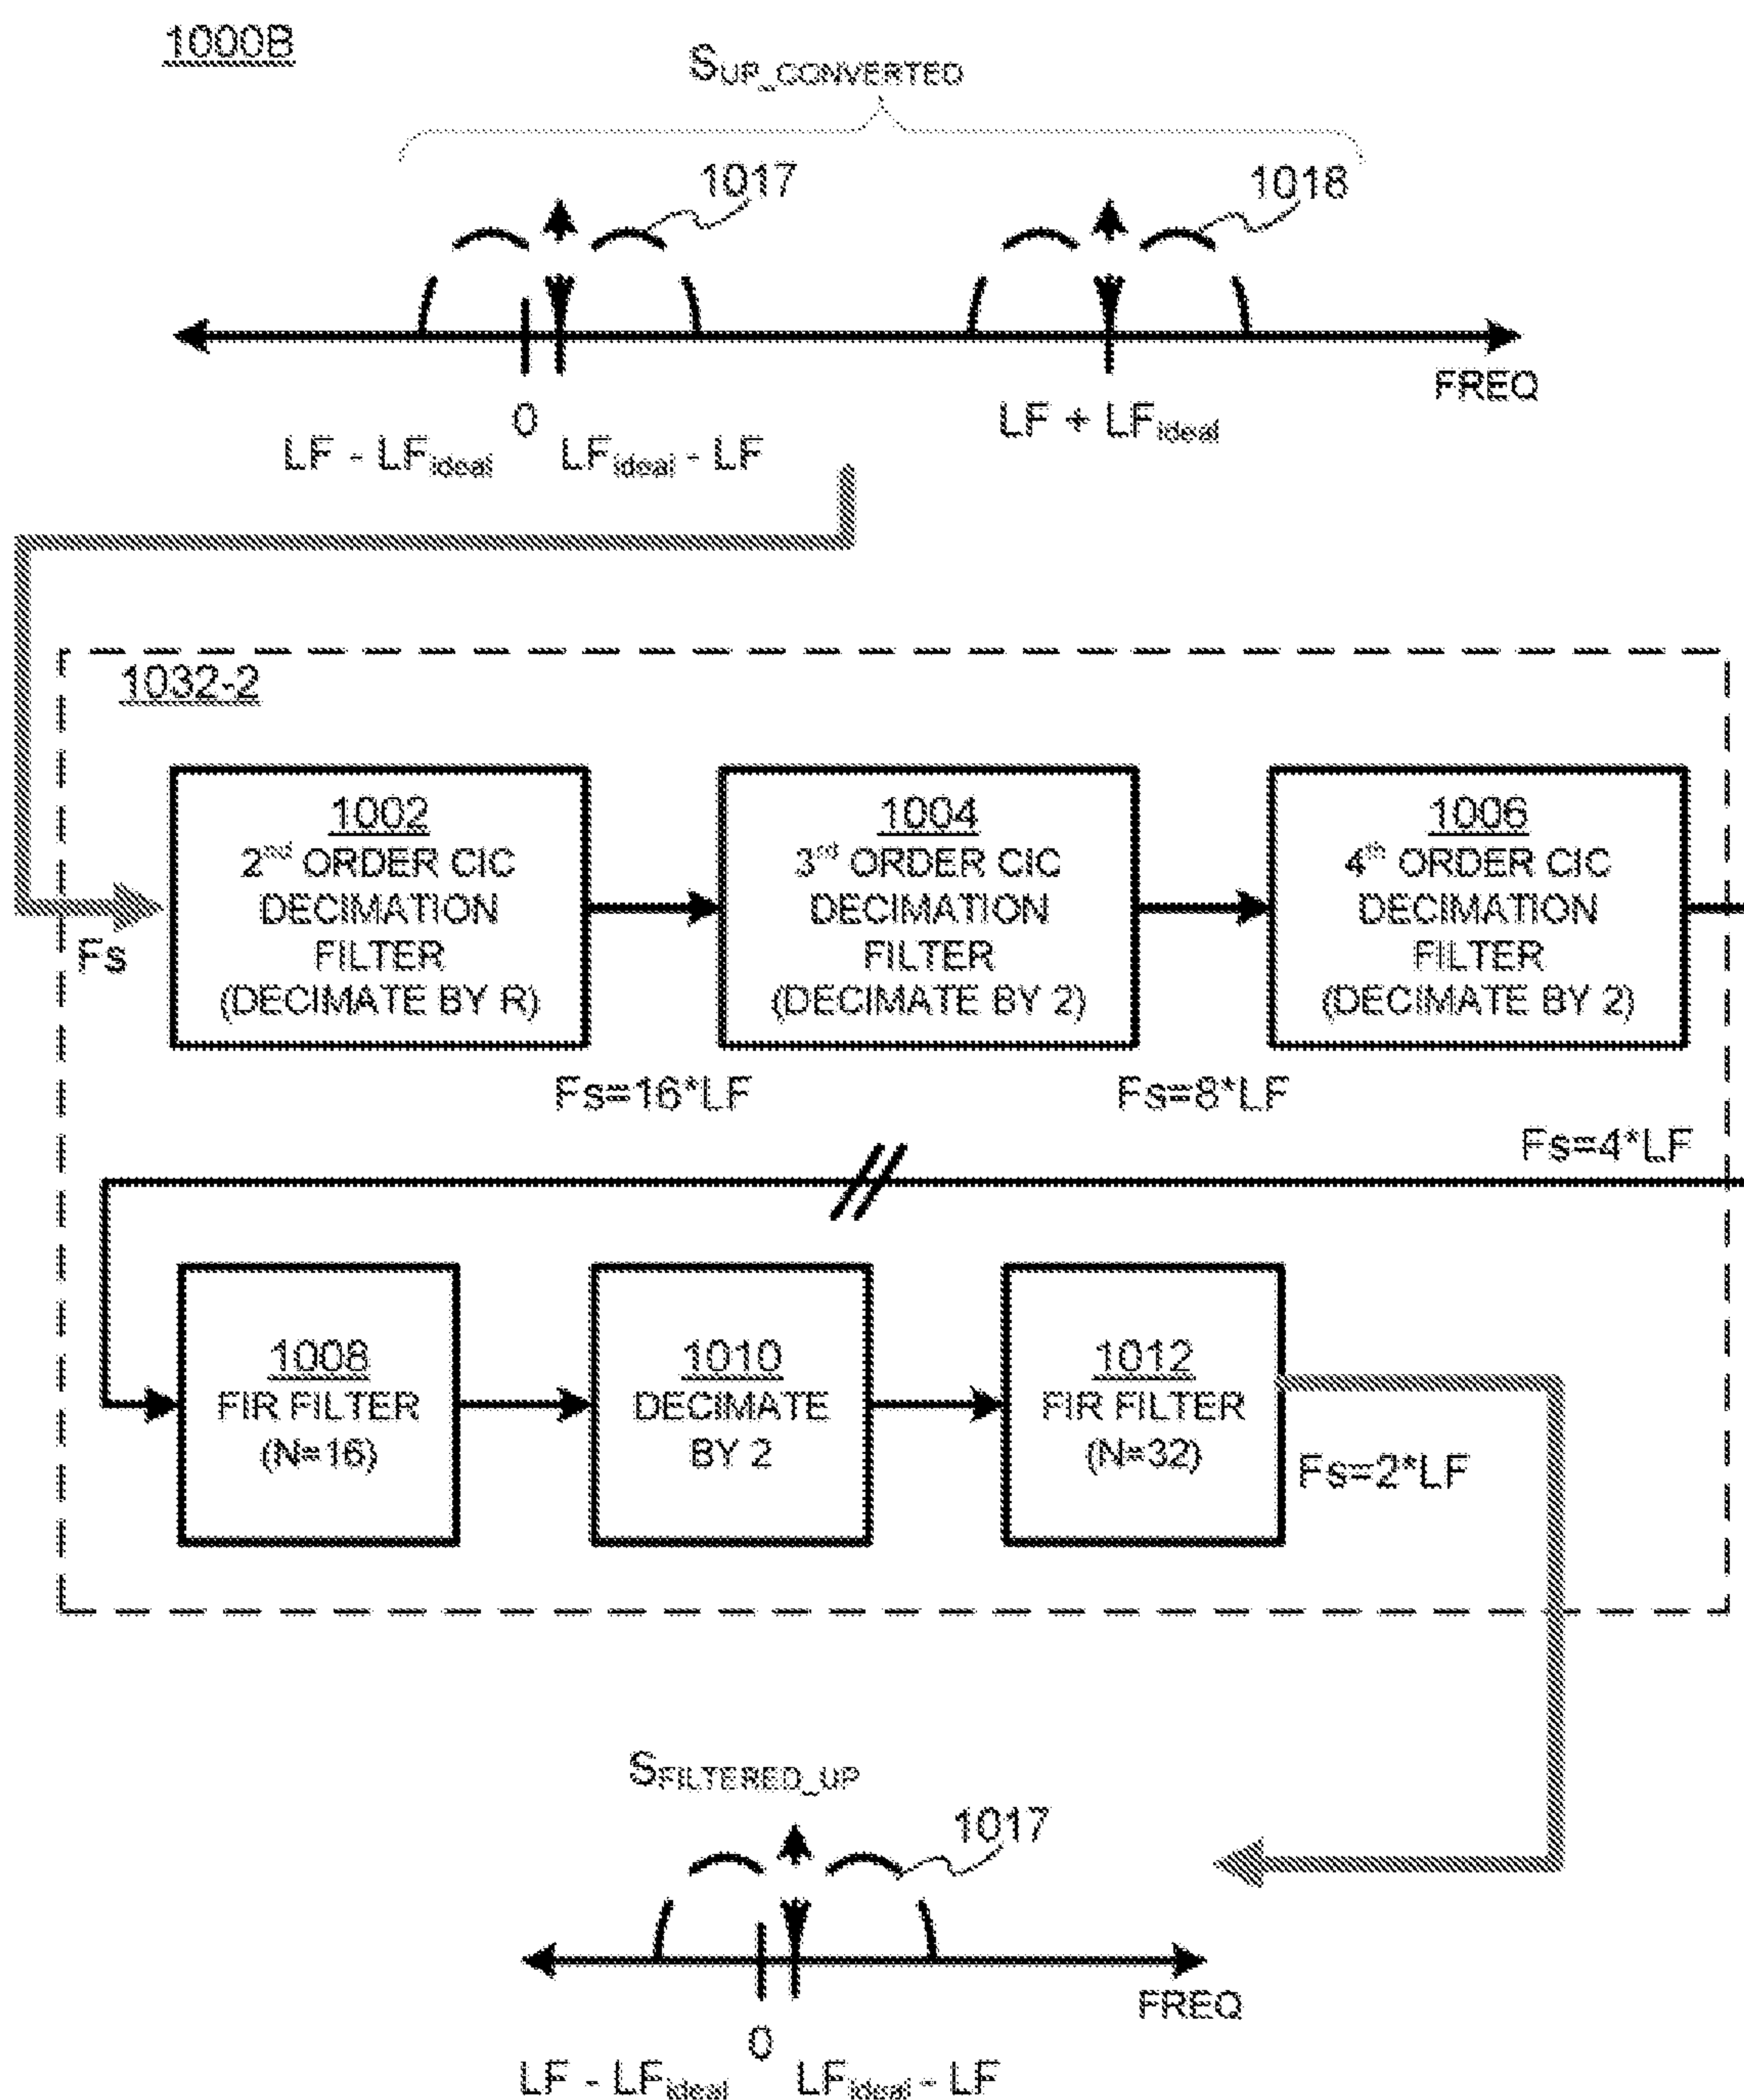 1000B
SUP_CONVERTED
1017
1018
FREQ
0
LF + LFideal
LF - LFideal
LFideal - LF
1032-2
Fs
1002
2nd ORDER CIC
DECIMATION
FILTER
(DECIMATE BY R)
1004
3rd ORDER CIC
DECIMATION
FILTER
(DECIMATE BY 2)
1006
4th ORDER CIC
DECIMATION
FILTER
(DECIMATE BY 2)
Fs=16*LF
Fs=8*LF
Fs=4*LF
1008
FIR FILTER
(N=16)
1010
DECIMATE
BY 2
1012
FIR FILTER
(N=32)
Fs=2*LF
SFILTERED_UP
1017
FREQ
0
LF - LFideal
LFideal - LF